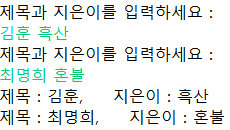 제목과 지은이를 입력하세요 :
김훈 흑산
제목과 지은이를 입력하세요 :
최명희 혼불
제목 : 김훈,    지은이 : 흑산
제목 : 최명희,    지은이 : 혼불